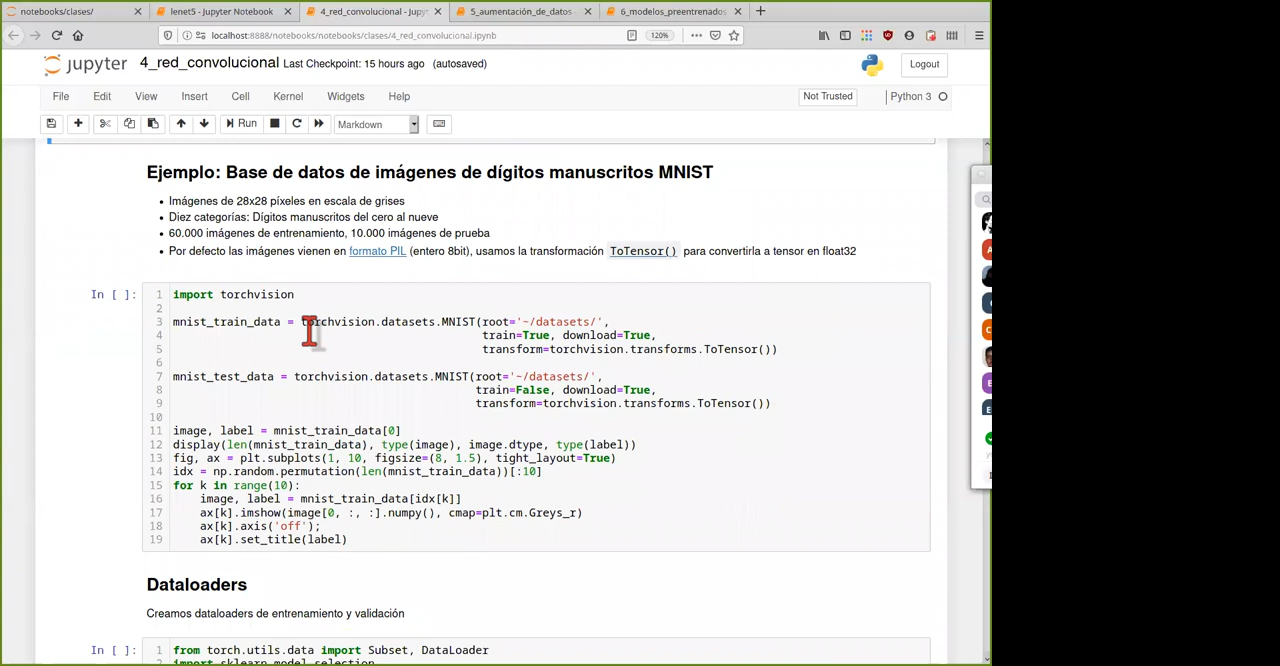 notebooks/clases/
lenet5 - Jupyter Notebook
4_red_convolucional - Jup
5_aumentación_de_datos -
6_modelos_preentrenados
localhost:8888/notebooks/notebooks/clases/4_red_convolucional.ipynb
120%
jupyter
4_red_convolucional Last Checkpoint: 15 hours ago (autosaved)
Logout
File Edit View Insert Cell Kernel Widgets Help
Not Trusted
Python 3
Run
Markdown
Ejemplo: Base de datos de imágenes de dígitos manuscritos MNIST
• Imágenes de 28x28 píxeles en escala de grises
• Diez categorías: Dígitos manuscritos del cero al nueve
• 60.000 imágenes de entrenamiento, 10.000 imágenes de prueba
• Por defecto las imágenes vienen en formato PIL (entero 8bit), usamos la transformación ToTensor() para convertirla a tensor en float32
In [ ]:
1 import torchvision
2
3 mnist_train_data = torchvision.datasets.MNIST(root='~/datasets/',
4 train=True, download=True,
5 transform=torchvision.transforms.ToTensor())
6
7 mnist_test_data = torchvision.datasets.MNIST(root='~/datasets/',
8 train=False, download=True,
9 transform=torchvision.transforms.ToTensor())
10
11 image, label = mnist_train_data[0]
12 display(len(mnist_train_data), type(image), image.dtype, type(label))
13 fig, ax = plt.subplots(1, 10, figsize=(8, 1.5), tight_layout=True)
14 idx = np.random.permutation(len(mnist_train_data))[:10]
15 for k in range(10):
16 image, label = mnist_train_data[idx[k]]
17 ax[k].imshow(image[0, :, :].numpy(), cmap=plt.cm.Greys_r)
18 ax[k].axis('off');
19 ax[k].set_title(label)
Dataloaders
Creamos dataloaders de entrenamiento y validación
In [ ]:
1 from torch.utils.data import Subset, DataLoader
2 import sklearn.model_selection